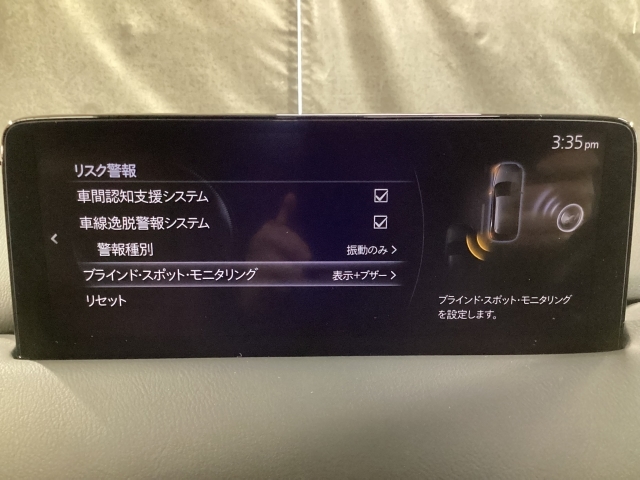 3:35pm
リスク警報
車間認知支援システム
車線逸脱警報システム
警報種別 振動のみ
ブラインド・スポット・モニタリング 表示+ブザー
リセット
ブラインド・スポット・モニタリング
を設定します。